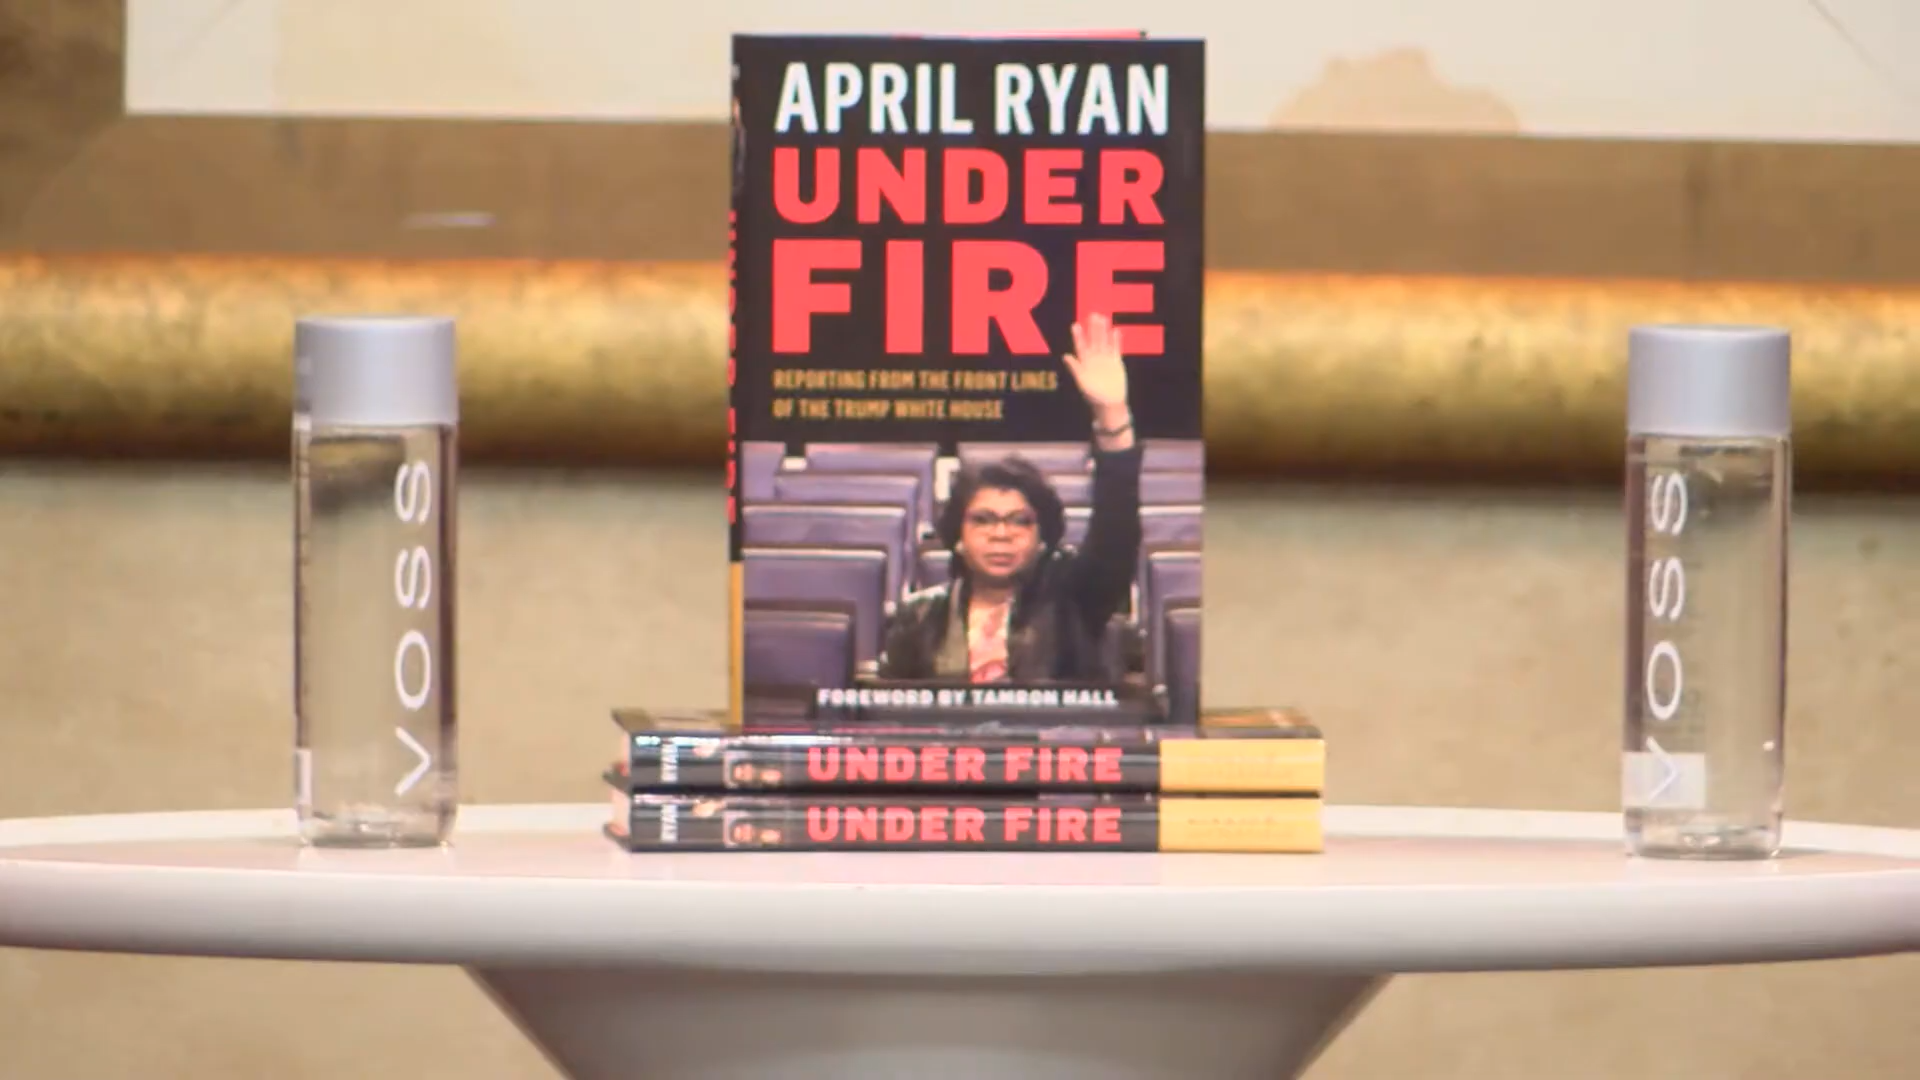 APRIL RYAN
UNDER
FIRE
REPORTING FROM THE FRONT LINES
OF THE TRUMP WHITE HOUSE
FOREWORD BY TAMRON HALL
RYAN UNDER FIRE
RYAN UNDER FIRE
VOSS
VOSS